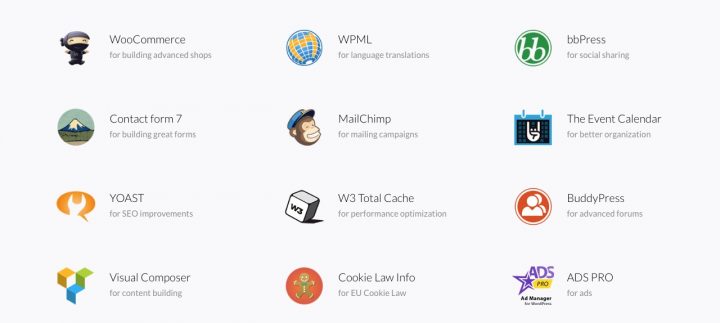 WooCommerce
for building advanced shops
WPML
for language translations
bb
bbPress
for social sharing
Contact form 7
for building great forms
MailChimp
for mailing campaigns
The Event Calendar
for better organization
YOAST
for SEO improvements
W3
W3 Total Cache
for performance optimization
BuddyPress
for advanced forums
Visual Composer
for content building
Cookie Law Info
for EU Cookie Law
ADS
PRO
Ad Manager
for WordPress
ADS PRO
for ads